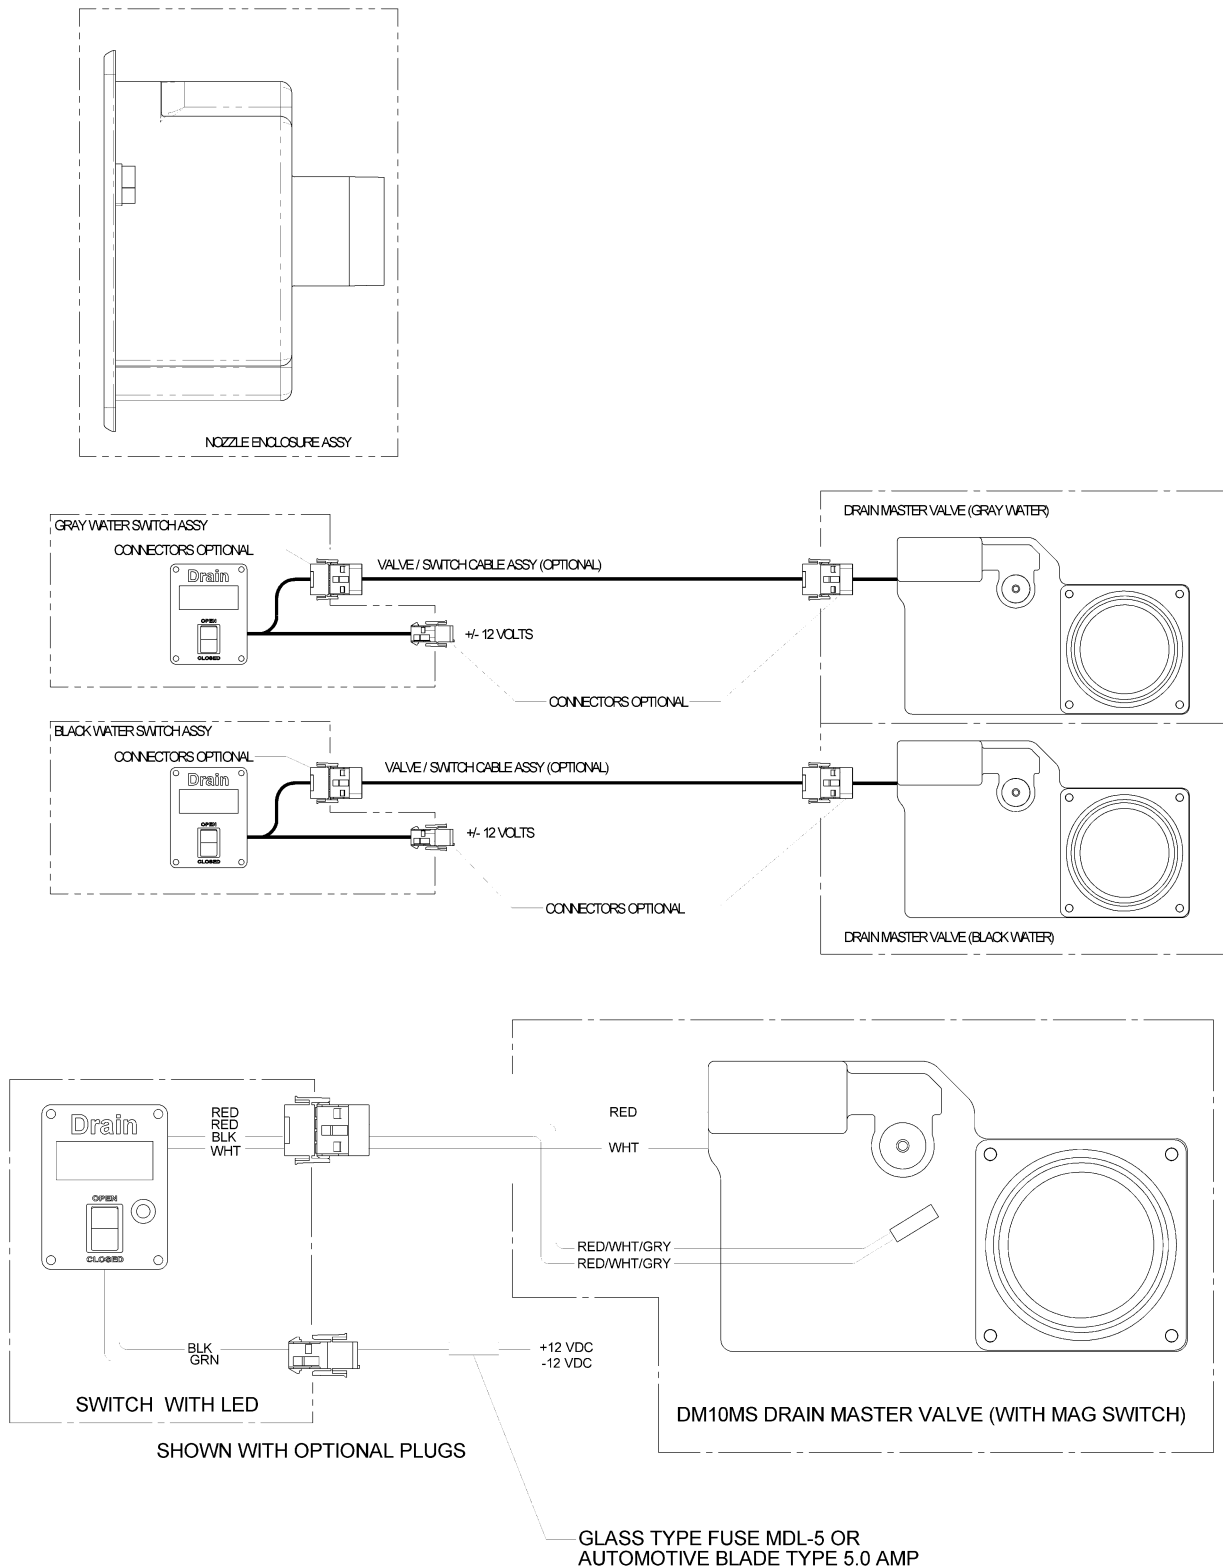 NOZZLE ENCLOSURE ASSY
DRAIN MASTER VALVE (GRAY WATER)
GRAY WATER SWITCH ASSY
CONNECTORS OPTIONAL
VALVE / SWITCH CABLE ASSY (OPTIONAL)
Drain
OPEN
CLOSED
+/- 12 VOLTS
CONNECTORS OPTIONAL
BLACK WATER SWITCH ASSY
CONNECTORS OPTIONAL
VALVE / SWITCH CABLE ASSY (OPTIONAL)
Drain
OPEN
CLOSED
+/- 12 VOLTS
CONNECTORS OPTIONAL
DRAIN MASTER VALVE (BLACK WATER)
Drain
OPEN
CLOSED
RED
RED
BLK
WHT
RED
WHT
RED/WHT/GRY
RED/WHT/GRY
BLK
GRN
+12 VDC
-12 VDC
SWITCH WITH LED
DM10MS DRAIN MASTER VALVE (WITH MAG SWITCH)
SHOWN WITH OPTIONAL PLUGS
GLASS TYPE FUSE MDL-5 OR
AUTOMOTIVE BLADE TYPE 5.0 AMP